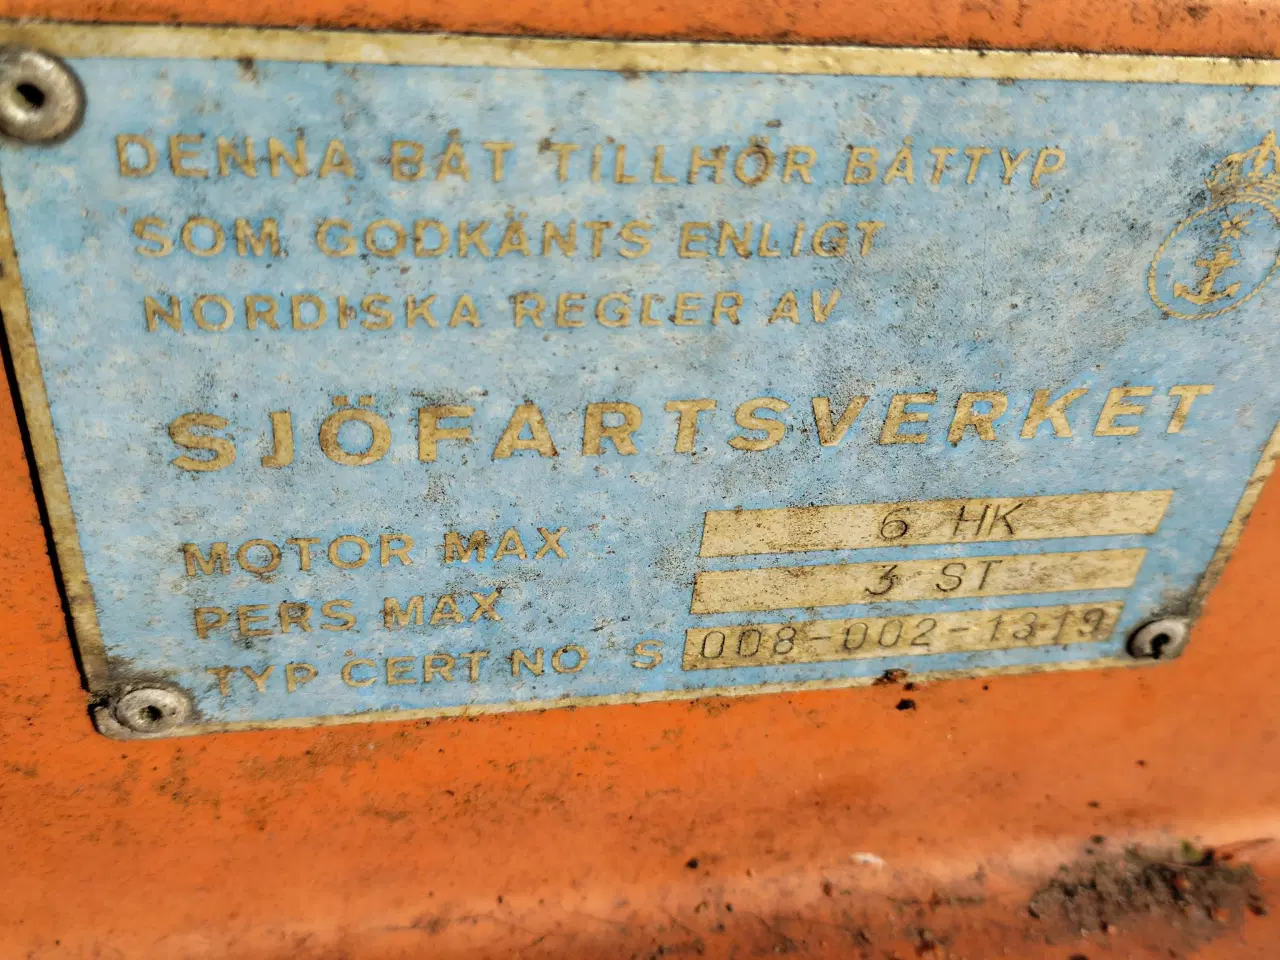 DENNA BÅT TILLHÖR BÅTTYP
SOM GODKÄNTS ENLIGT
NORDISKA REGLER AV
SJÖFARTSVERKET
MOTOR MAX 6 HK
PERS MAX 3 ST
TYP CERT NO S 008-002-1319